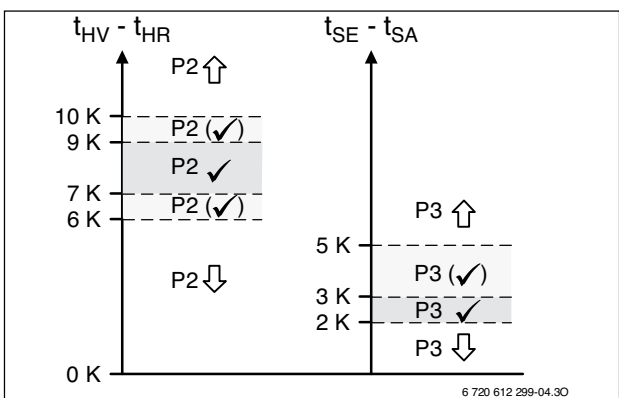 tHV - tHR
tSE - tSA
P2 ⇧
10 K
P2 (✓)
9 K
P2 ✓
7 K
P2 (✓)
6 K
P3 ⇧
5 K
P2 ⇩
P3 (✓)
3 K
P3 ✓
2 K
P3 ⇩
0 K
6 720 612 299-04.3O